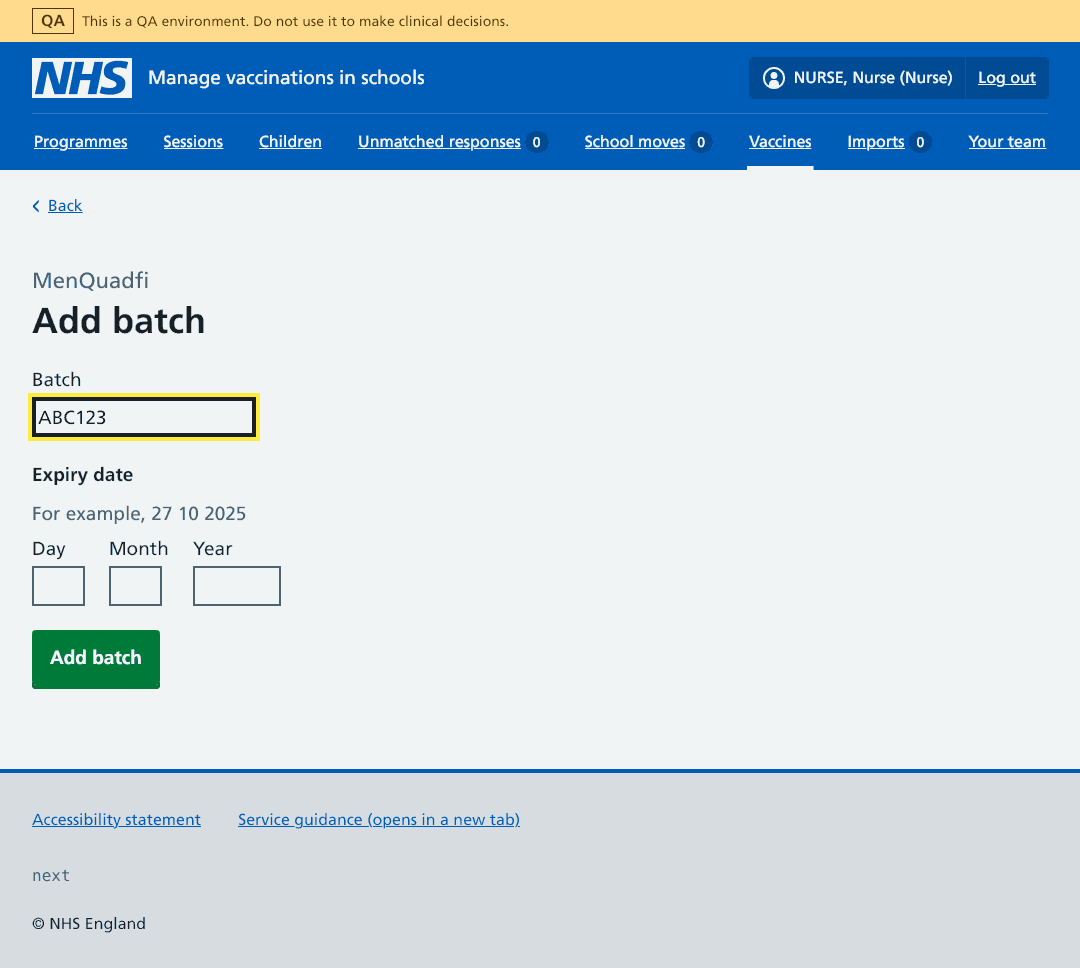 QA This is a QA environment. Do not use it to make clinical decisions.
NHS Manage vaccinations in schools NURSE, Nurse (Nurse) Log out
Programmes Sessions Children Unmatched responses 0 School moves 0 Vaccines Imports 0 Your team
Back
MenQuadfi
Add batch
Batch
ABC123
Expiry date
For example, 27 10 2025
Day Month Year
Add batch
Accessibility statement Service guidance (opens in a new tab)
next
© NHS England